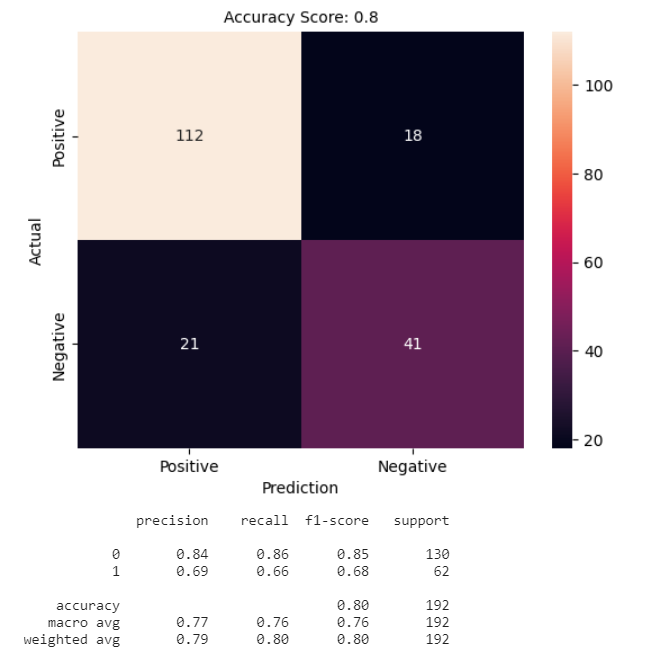 Accuracy Score: 0.8
Positive
112
18
100
80
Actual
60
Negative
21
41
40
20
Positive Negative
Prediction
precision recall f1-score support
0 0.84 0.86 0.85 130
1 0.69 0.66 0.68 62
accuracy 0.80 192
macro avg 0.77 0.76 0.76 192
weighted avg 0.79 0.80 0.80 192